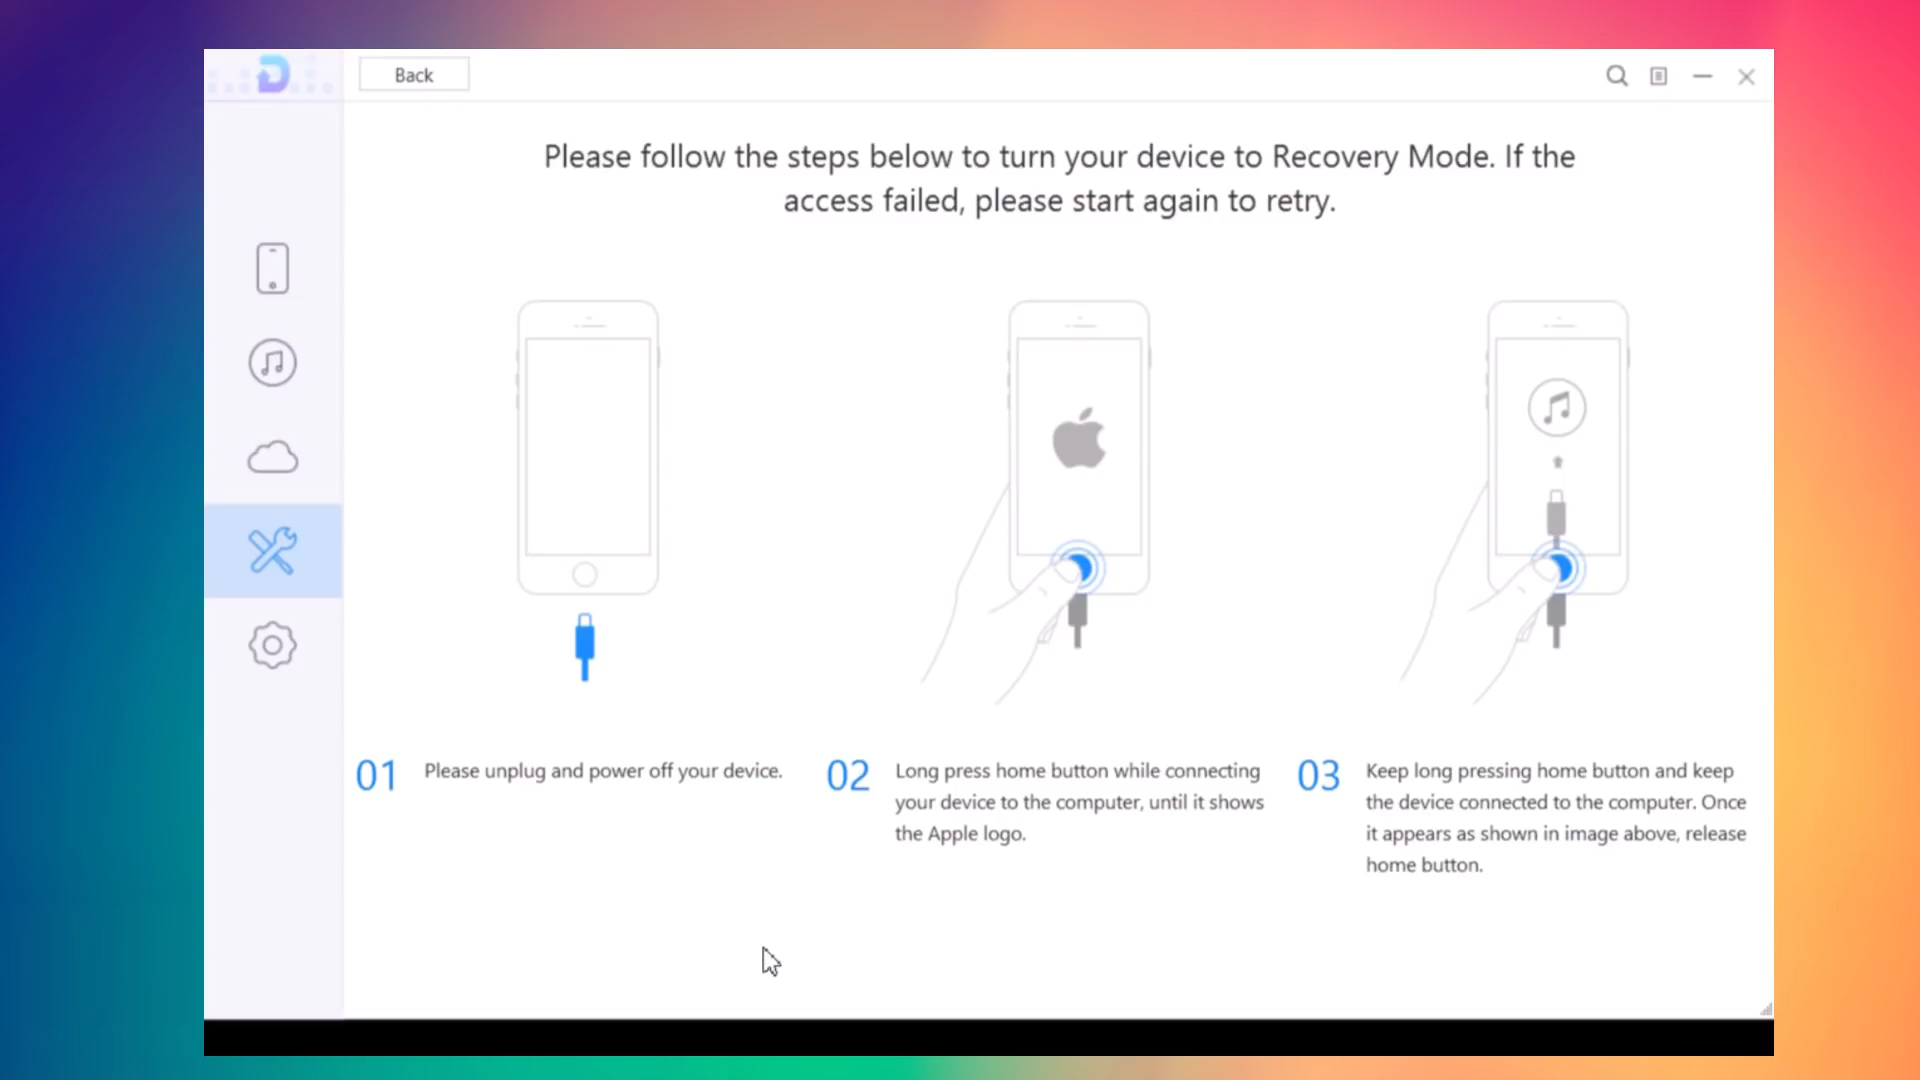 Back
Please follow the steps below to turn your device to Recovery Mode. If the
access failed, please start again to retry.
01
Please unplug and power off your device.
02
Long press home button while connecting
your device to the computer, until it shows
the Apple logo.
03
Keep long pressing home button and keep
the device connected to the computer. Once
it appears as shown in image above, release
home button.